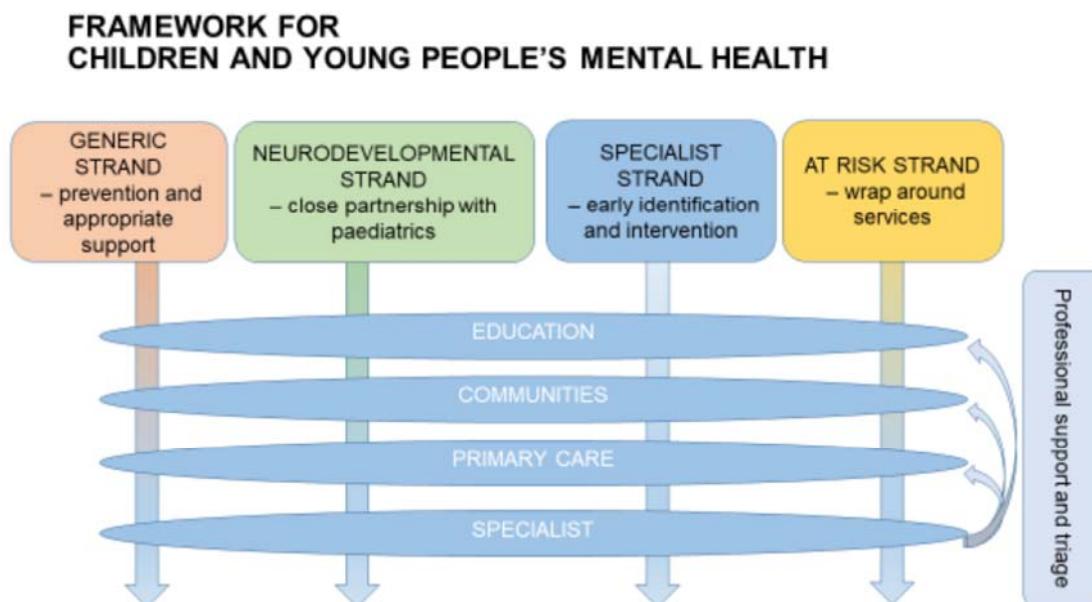 FRAMEWORK FOR
CHILDREN AND YOUNG PEOPLE'S MENTAL HEALTH
GENERIC
STRAND
– prevention and
appropriate
support
NEURODEVELOPMENTAL
STRAND
– close partnership with
paediatrics
SPECIALIST
STRAND
– early identification
and intervention
AT RISK STRAND
– wrap around
services
EDUCATION
COMMUNITIES
PRIMARY CARE
SPECIALIST
Professional support and triage